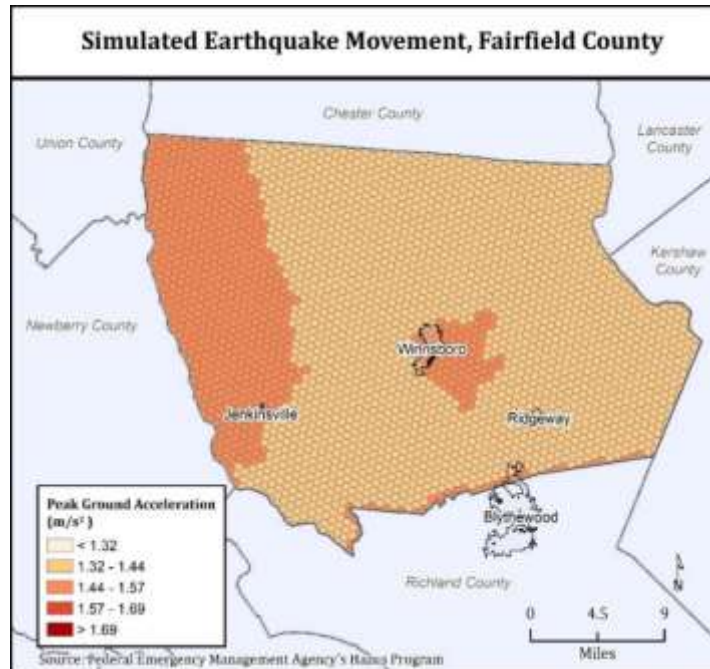 Simulated Earthquake Movement, Fairfield County
Chester County
Union County
Lancaster
County
Kershaw
County
Newberry County
Winnsboro
Jenkinsville
Ridgeway
Blythewood
Richland County
Peak Ground Acceleration
(m/s²)
< 1.32
1.32 - 1.44
1.44 - 1.57
1.57 - 1.69
> 1.69
N
0 4.5 9
Miles
Source: Federal Emergency Management Agency's Hazus Program